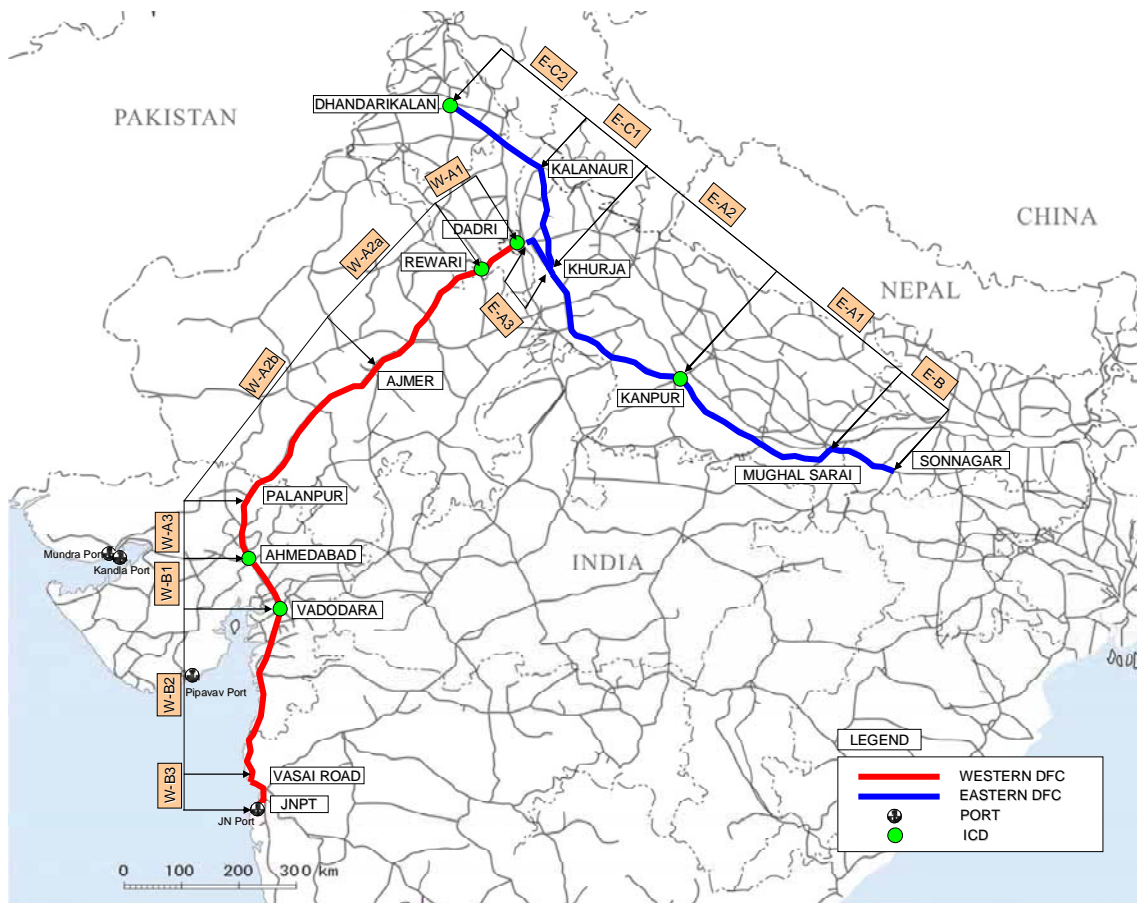 E-C2
DHANDARIKALAN
PAKISTAN
E-C1
KALANAUR
W-A1
E-A2
CHINA
DADRI
W-A2a
REWARI
KHURJA
NEPAL
E-A3
E-A1
W-A2b
AJMER
E-B
KANPUR
SONNAGAR
MUGHAL SARAI
PALANPUR
W-A3
Mundra Port
AHMEDABAD
INDIA
Kandla Port
W-B1
VADODARA
W-B2
Pipavav Port
LEGEND
W-B3
VASAI ROAD
WESTERN DFC
EASTERN DFC
JNPT
JN Port
PORT
ICD
0 100 200 300 km